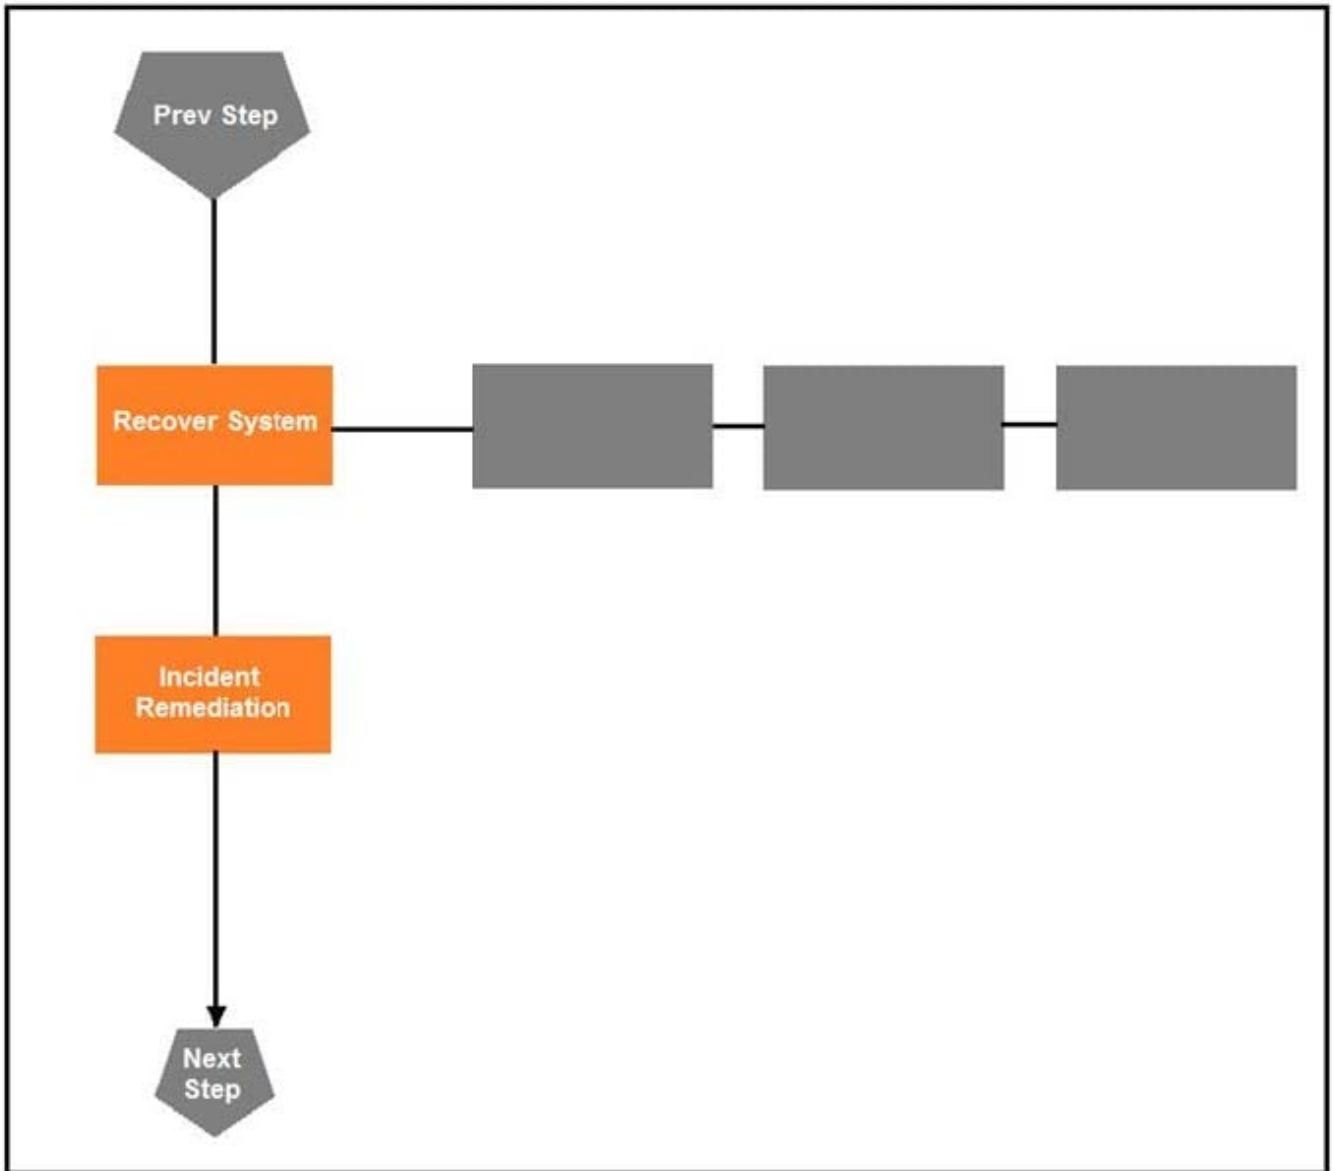 Prev Step
Recover System
Incident
Remediation
Next
Step